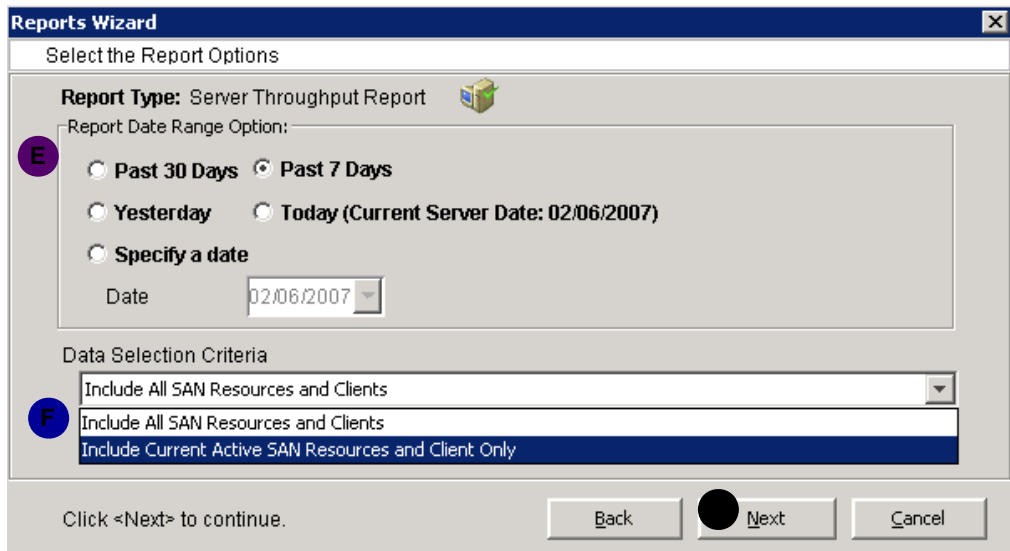 Reports Wizard
Select the Report Options
Report Type: Server Throughput Report
Report Date Range Option:
E
Past 30 Days Past 7 Days
Yesterday Today (Current Server Date: 02/06/2007)
Specify a date
Date 02/06/2007
Data Selection Criteria
Include All SAN Resources and Clients
F
Include All SAN Resources and Clients
Include Current Active SAN Resources and Client Only
Click <Next> to continue. Back Next Cancel